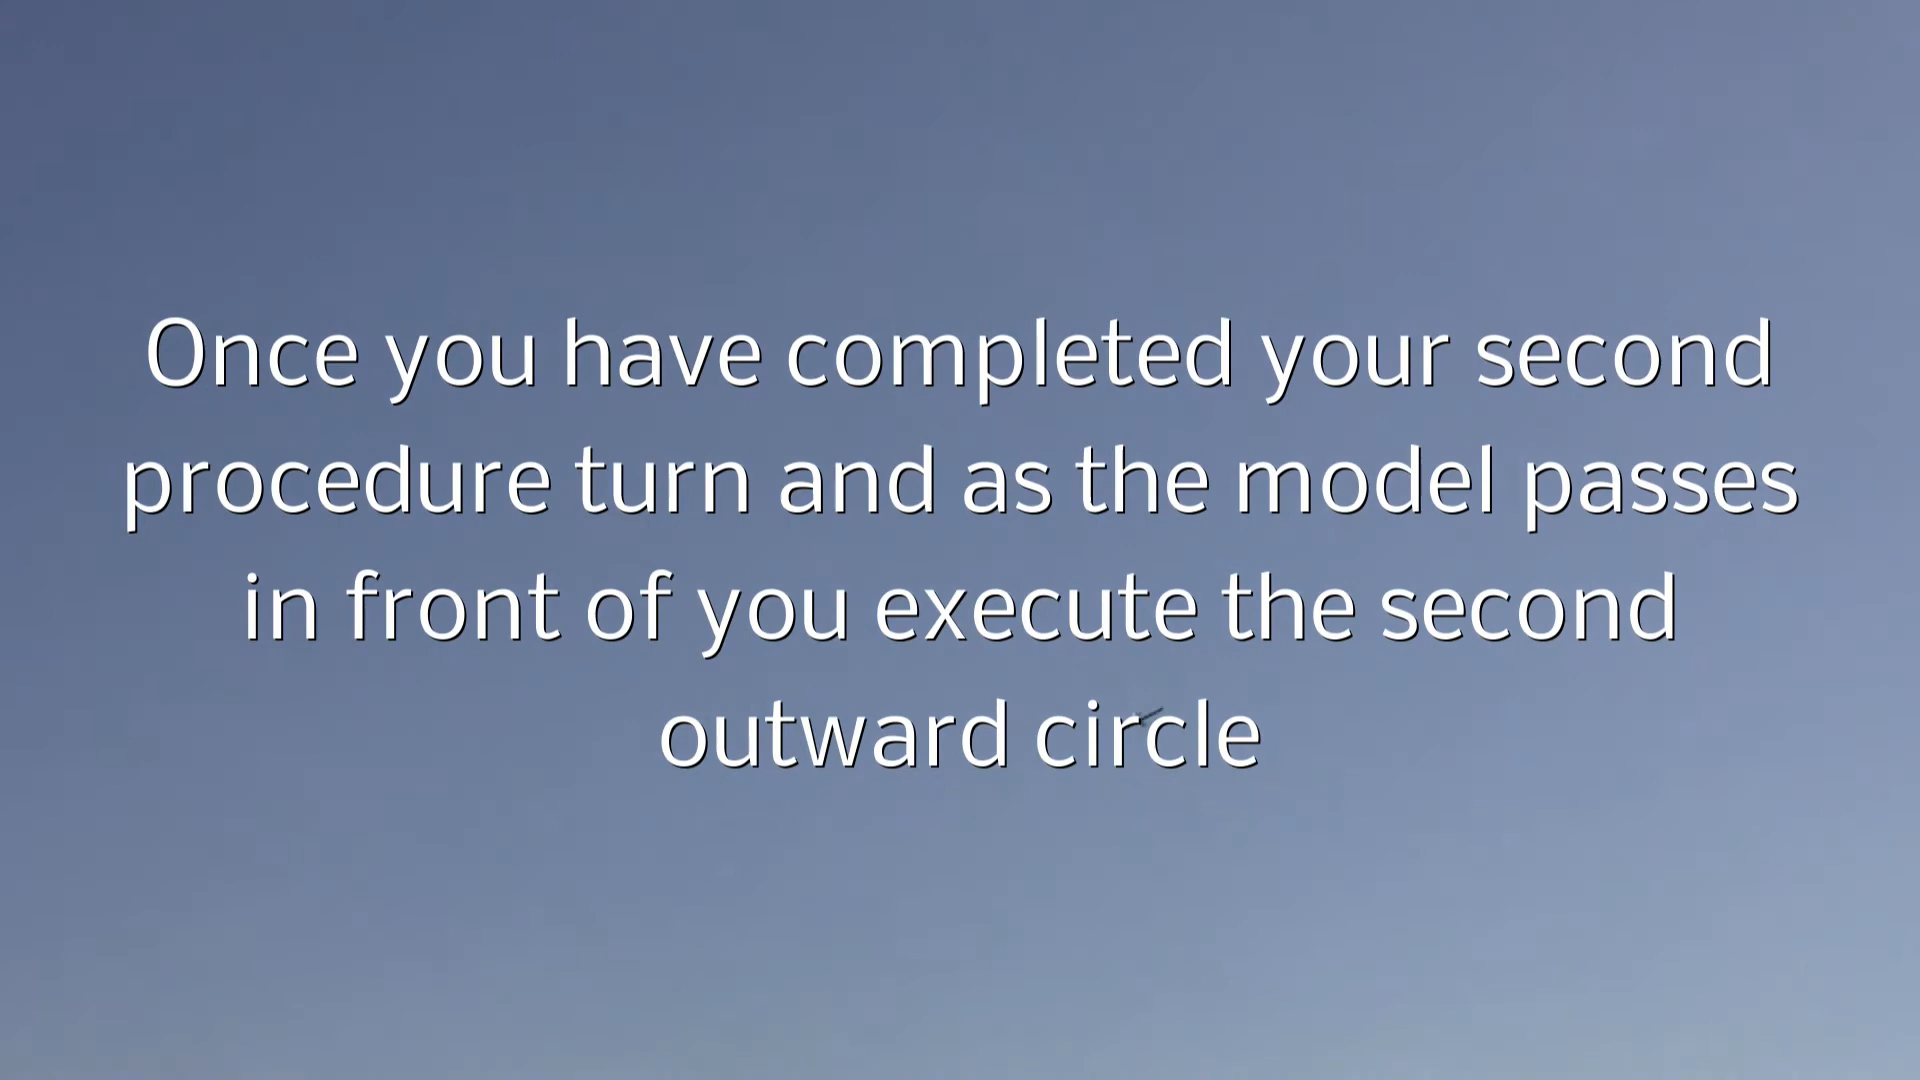 Once you have completed your second
procedure turn and as the model passes
in front of you execute the second
outward circle